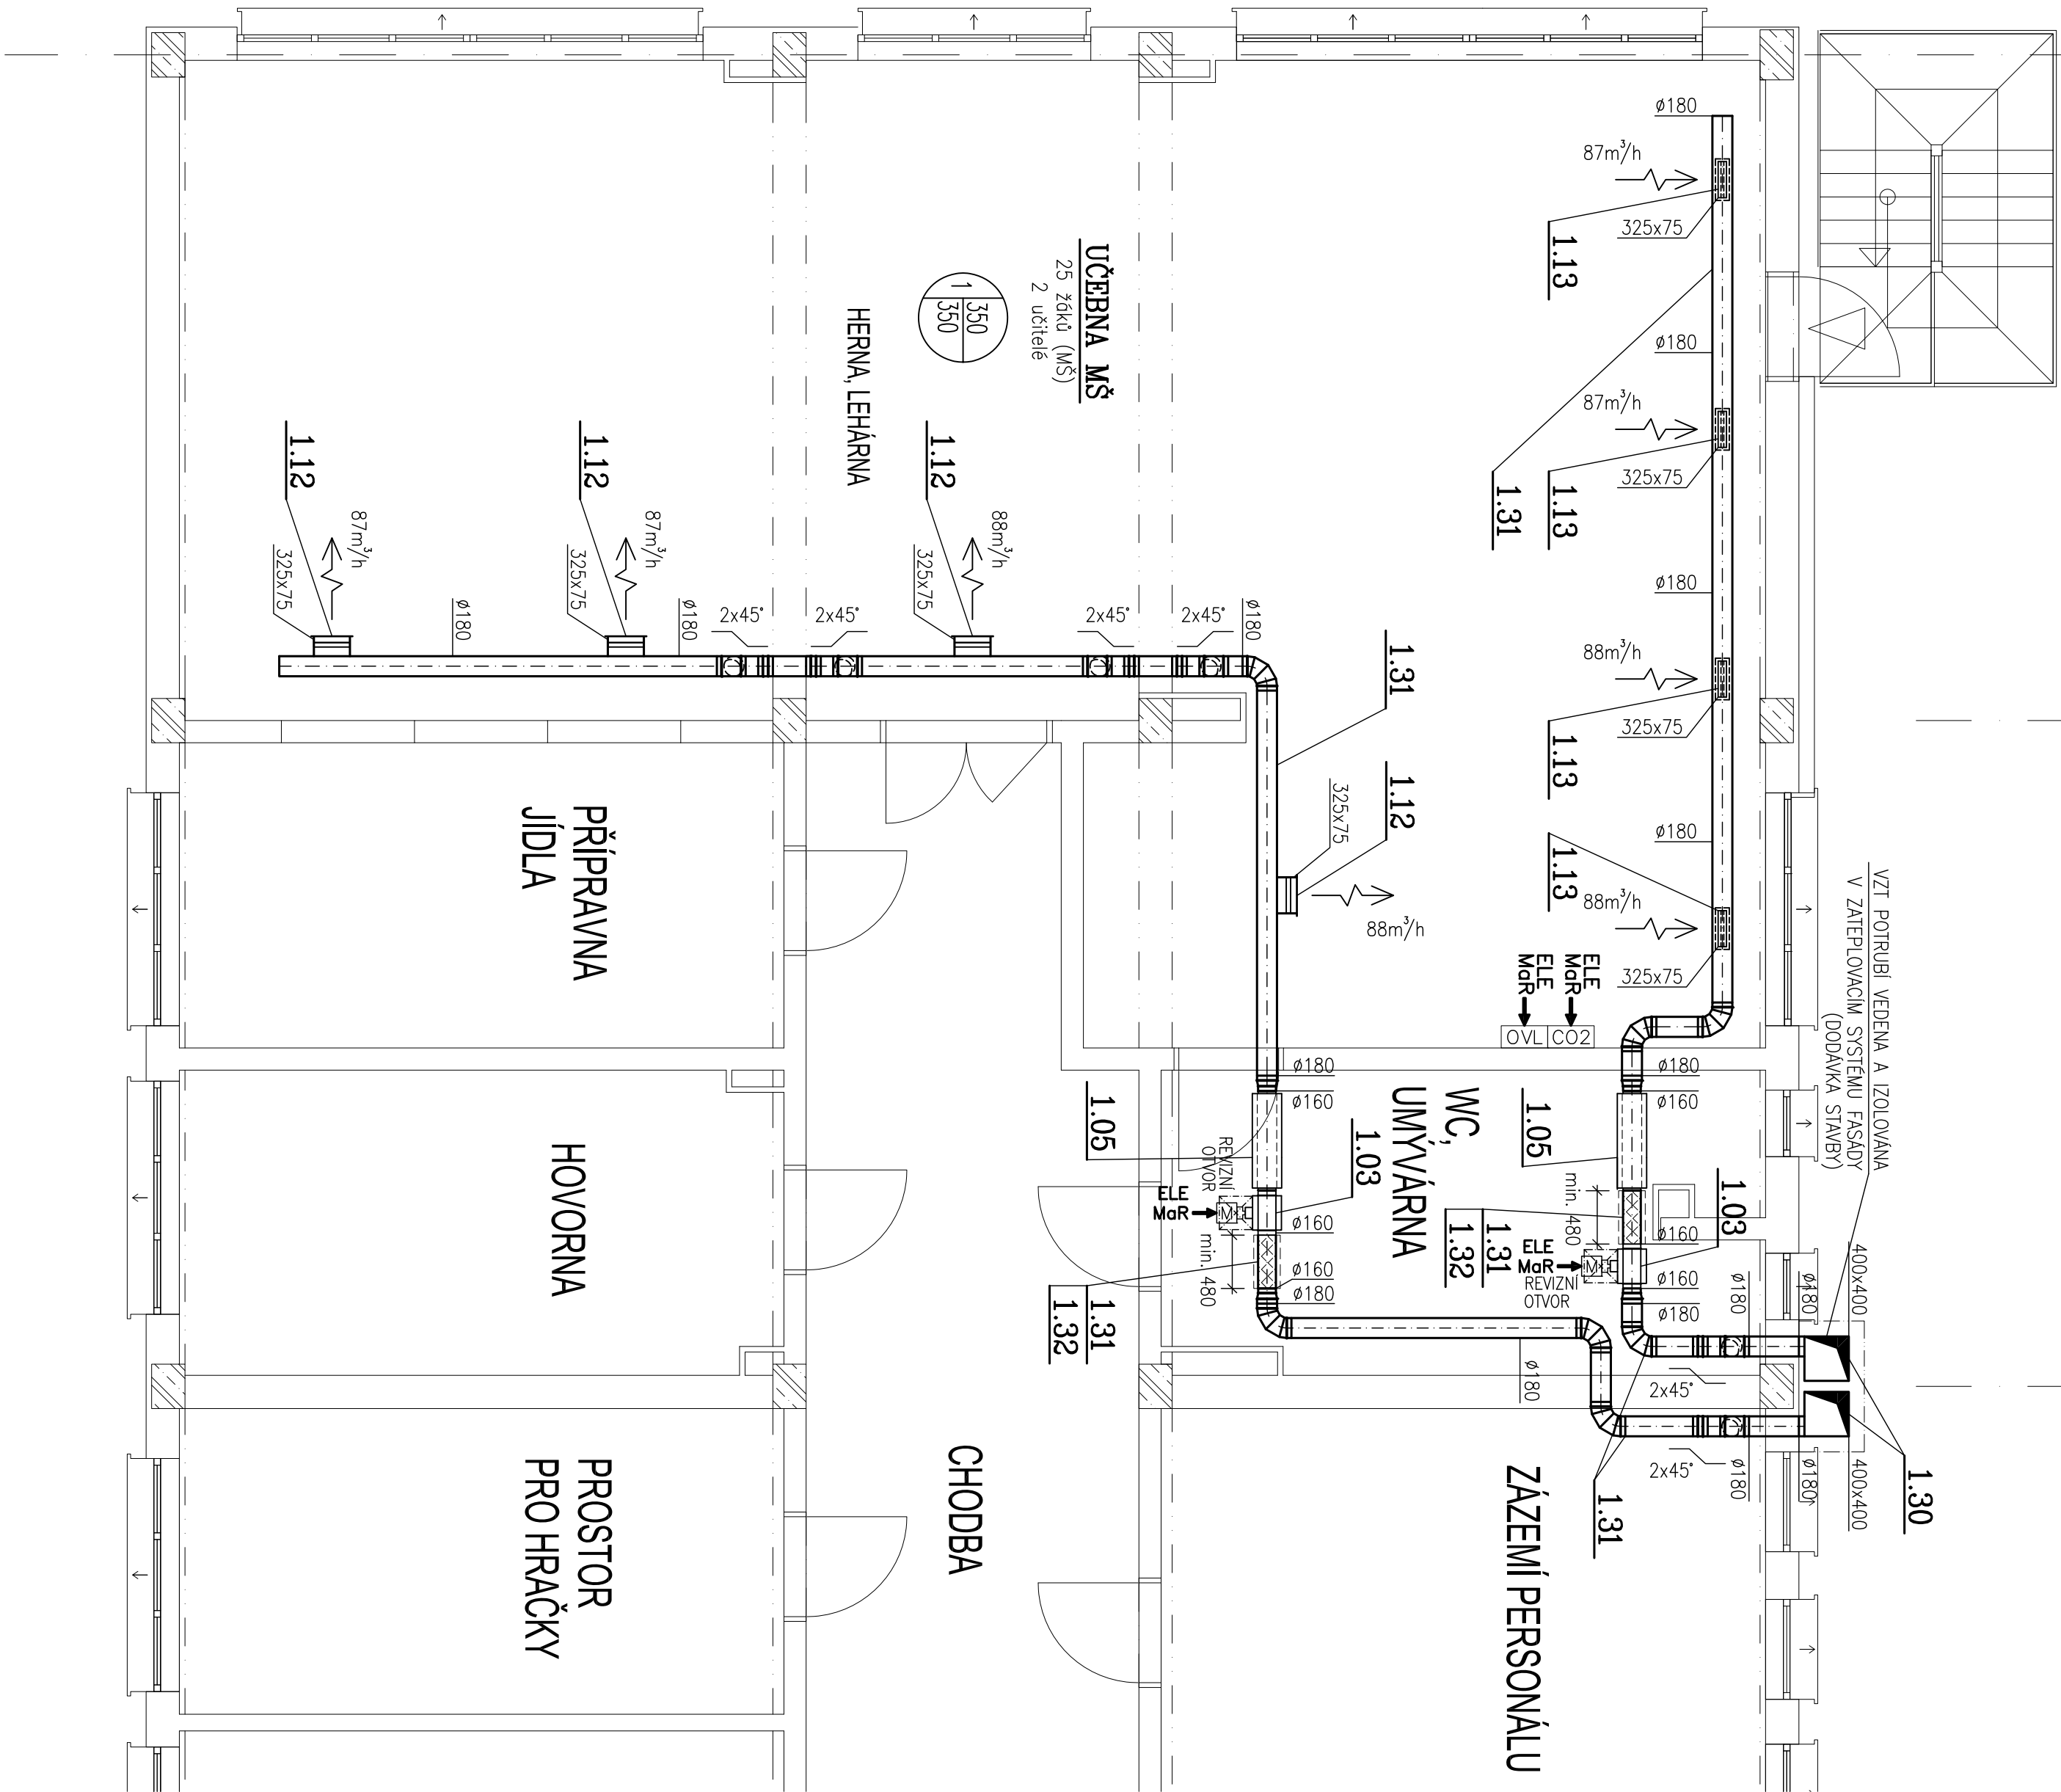 ø180
87m³/h
325x75
1.13
ø180
87m³/h
325x75
1.13
1.31
ø180
88m³/h
325x75
1.13
ø180
1.13
88m³/h
325x75
UČEBNA MŠ
25 žáků (MŠ)
2 učitelé
1
350
350
HERNA, LEHÁRNA
1.12
87m³/h
325x75
ø180
1.12
87m³/h
325x75
ø180
2x45°
2x45°
1.12
88m³/h
325x75
2x45°
2x45°
ø180
1.31
1.12
325x75
88m³/h
ELE
MaR
ELE
MaR
OVL
CO2
VZT POTRUBÍ VEDENA A IZOLOVÁNA
V ZATEPLOVACÍM SYSTÉMU FASÁDY
(DODÁVKA STAVBY)
PŘÍPRAVNA
JÍDLA
HOVORNA
PROSTOR
PRO HRAČKY
CHODBA
WC,
UMÝVÁRNA
ZÁZEMÍ PERSONÁLU
ø180
ø160
1.05
1.03
REVIZNÍ
OTVOR
ELE
MaR
M
ø160
min. 480
ø160
ø180
1.31
1.32
ø180
ø160
1.05
min. 480
1.03
1.31
1.32
ø160
ELE
MaR
M
REVIZNÍ
OTVOR
ø160
ø180
ø180
ø180
ø180
400x400
2x45°
2x45°
ø180
ø180
400x400
1.30
1.31